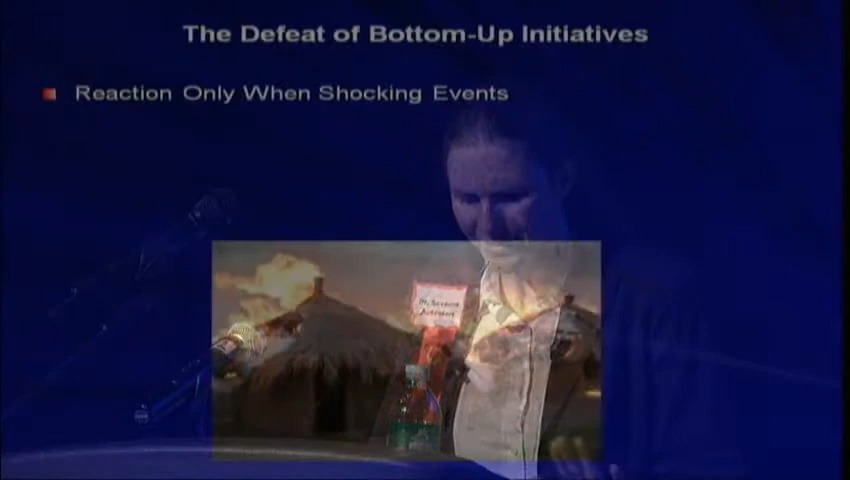 The Defeat of Bottom-Up Initiatives
Reaction Only When Shocking Events